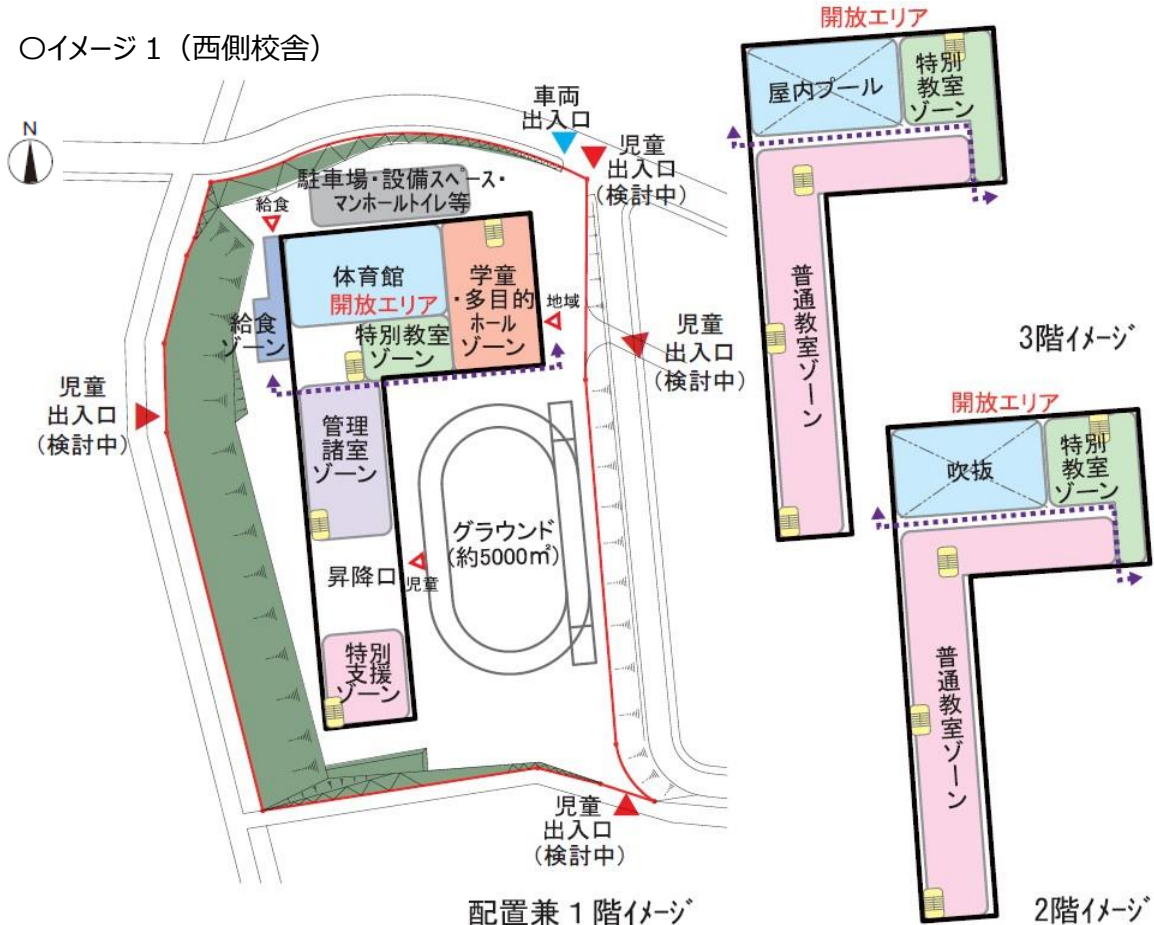 ○イメージ1（西側校舎）
N
車両
出入口
児童
出入口
(検討中)
駐車場・設備スペース・
マンホールトイレ等
給食
体育館
開放エリア
学童
・多目的
ホール
ゾーン
地域
給食
ゾーン
特別教室
ゾーン
児童
出入口
(検討中)
児童
出入口
(検討中)
管理
諸室
ゾーン
グラウンド
(約5000㎡)
昇降口
児童
特別
支援
ゾーン
児童
出入口
(検討中)
配置兼1階イメージ
開放エリア
屋内プール
特別
教室
ゾーン
普通教室ゾーン
3階イメージ
開放エリア
吹抜
特別
教室
ゾーン
普通教室ゾーン
2階イメージ